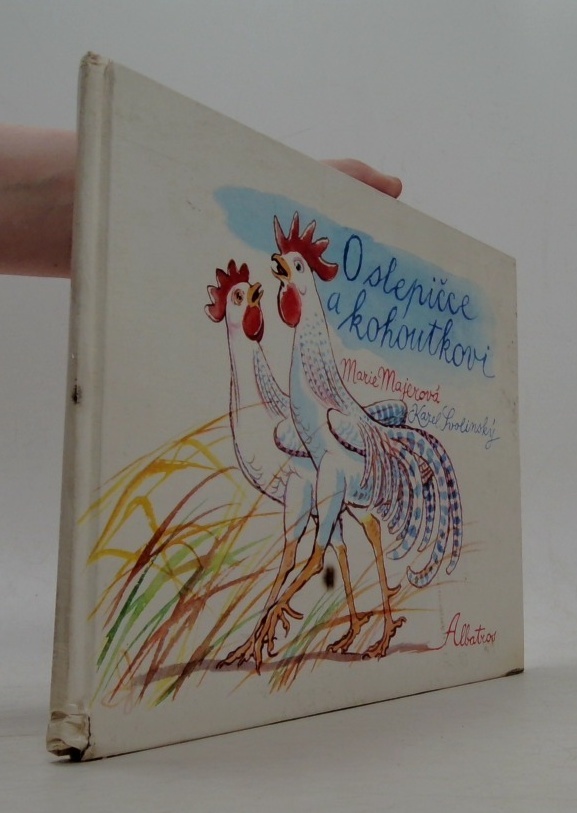 O slepičce
a kohoutkovi
Marie Majerová
Karel Svolinský
Albatros